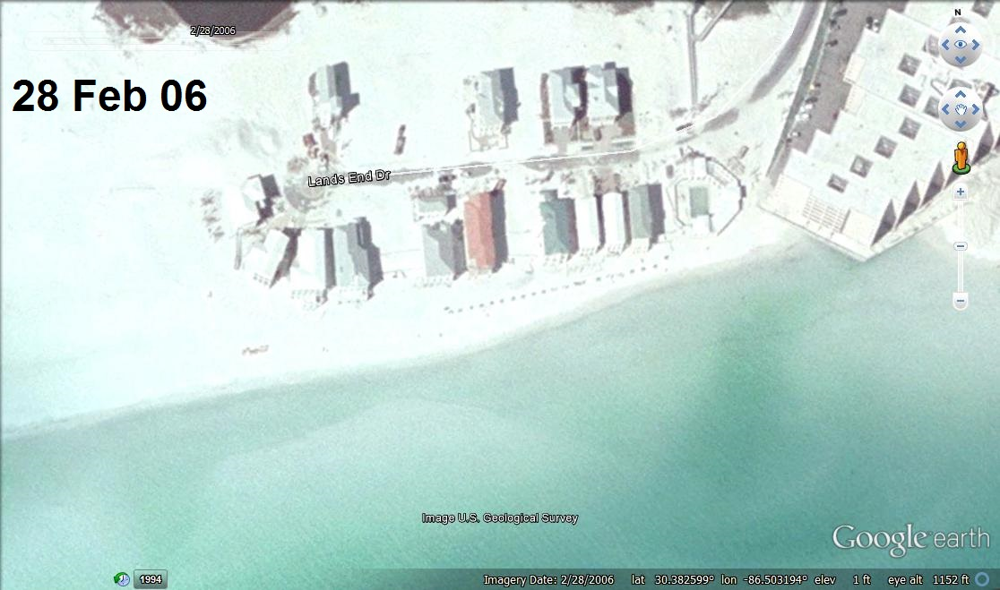 2/28/2006
N
28 Feb 06
Lands End Dr
Image U.S. Geological Survey
Google earth
1994
Imagery Date: 2/28/2006 lat 30.382599° lon -86.503194° elev 1 ft eye alt 1152 ft